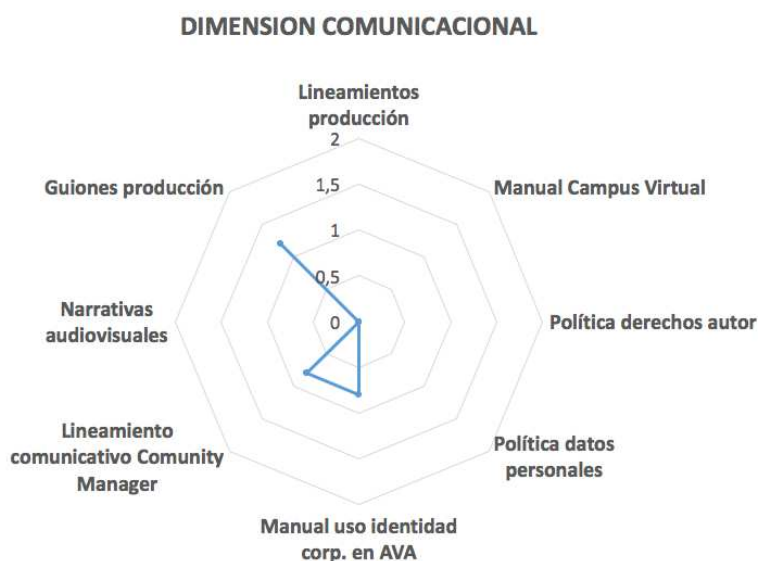 DIMENSION COMUNICACIONAL
Lineamientos
producción
2
1,5
1
0,5
0
Manual Campus Virtual
Política derechos autor
Política datos
personales
Manual uso identidad
corp. en AVA
Lineamiento
comunicativo Comunity
Manager
Narrativas
audiovisuales
Guiones producción